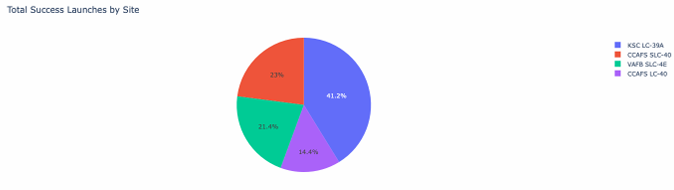 Total Success Launches by Site
KSC LC-39A
CCAFS SLC-40
VAFB SLC-4E
CCAFS LC-40
23%
41.2%
21.4%
14.4%